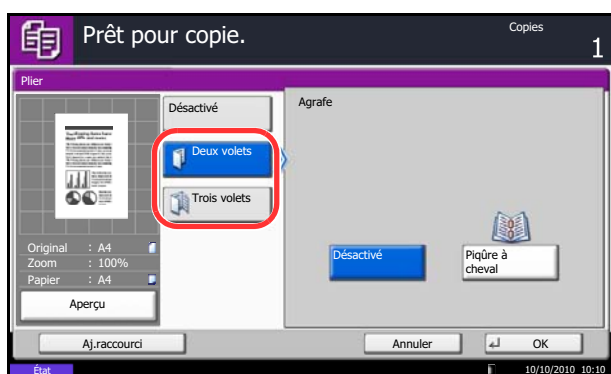 Prêt pour copie.
Copies
1
Plier
Désactivé
Deux volets
Trois volets
Agrafe
Désactivé
Piqûre à
cheval
Original : A4
Zoom : 100%
Papier : A4
Aperçu
Aj.raccourci
Annuler
OK
État
10/10/2010 10:10